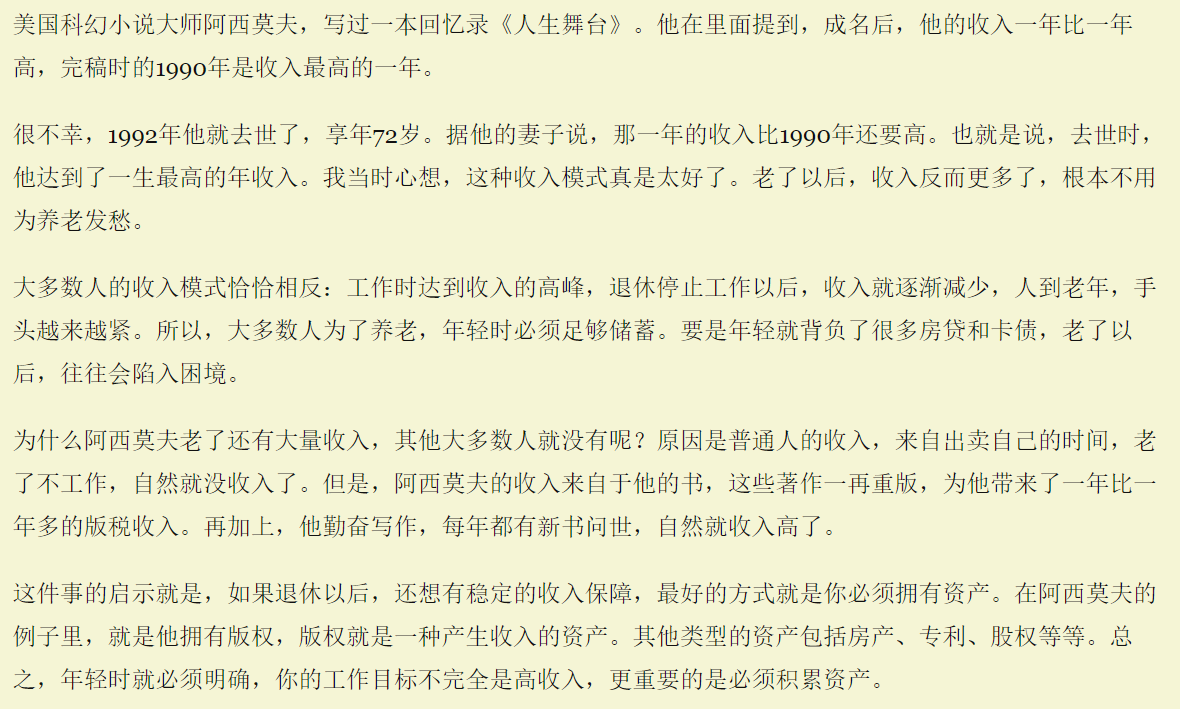 美国科幻小说大师阿西莫夫，写过一本回忆录《人生舞台》。他在里面提到，成名后，他的收入一年比一年
高，完稿时的1990年是收入最高的一年。
很不幸，1992年他就去世了，享年72岁。据他的妻子说，那一年的收入比1990年还要高。也就是说，去世时，
他达到了一生最高的年收入。我当时心想，这种收入模式真是太好了。老了以后，收入反而更多了，根本不用
为养老发愁。
大多数人的收入模式恰恰相反：工作时达到收入的高峰，退休停止工作以后，收入就逐渐减少，人到老年，手
头越来越紧。所以，大多数人为了养老，年轻时必须足够储蓄。要是年轻就背负了很多房贷和卡债，老了以
后，往往会陷入困境。
为什么阿西莫夫老了还有大量收入，其他大多数人就没有呢？原因是普通人的收入，来自出卖自己的时间，老
了不工作，自然就没收入了。但是，阿西莫夫的收入来自于他的书，这些著作一再重版，为他带来了一年比一
年多的版税收入。再加上，他勤奋写作，每年都有新书问世，自然就收入高了。
这件事的启示就是，如果退休以后，还想有稳定的收入保障，最好的方式就是你必须拥有资产。在阿西莫夫的
例子里，就是他拥有版权，版权就是一种产生收入的资产。其他类型的资产包括房产、专利、股权等等。总
之，年轻时就必须明确，你的工作目标不完全是高收入，更重要的是必须积累资产。